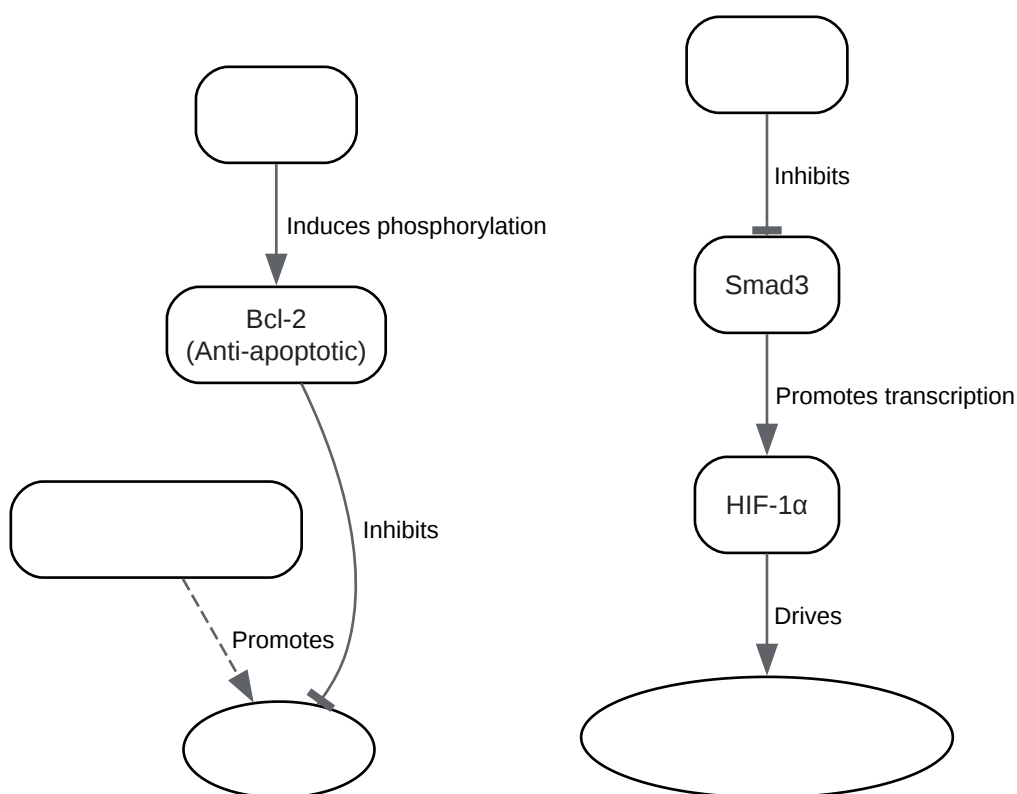 Inhibits
Induces phosphorylation
Smad3
Bcl-2
(Anti-apoptotic)
Promotes transcription
HIF-1α
Inhibits
Drives
Promotes